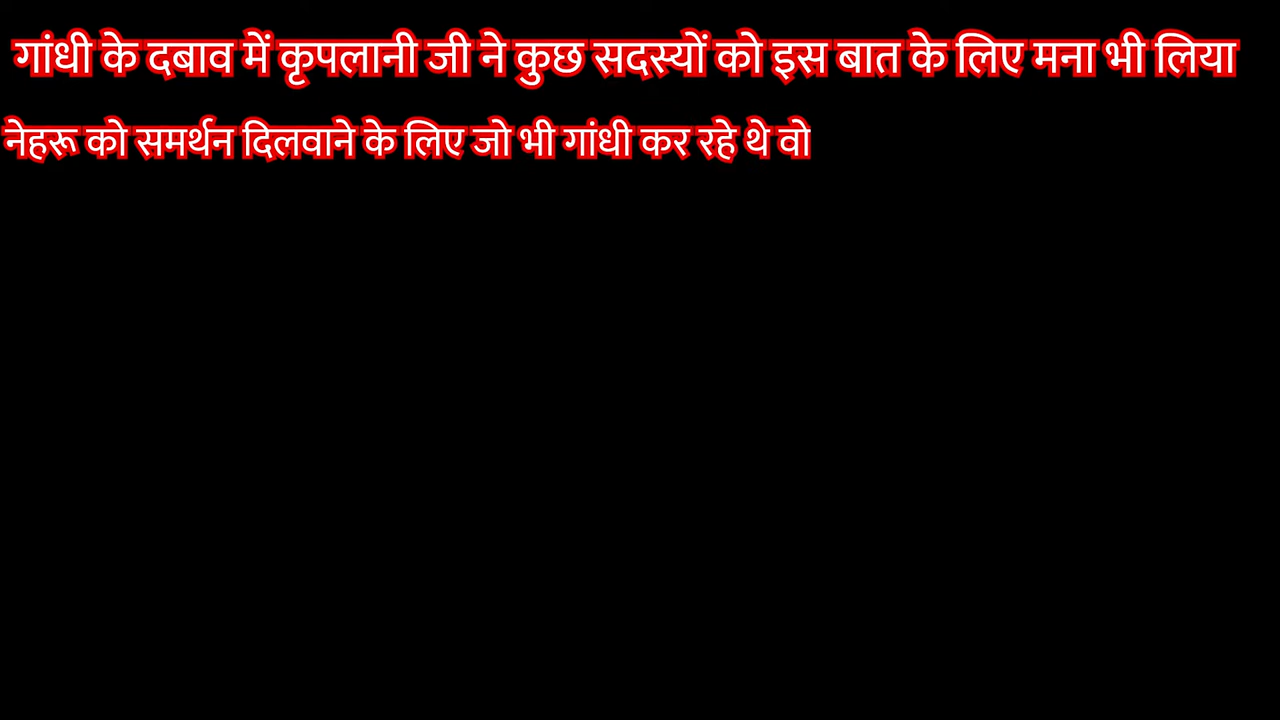 गांधी के दबाव में कृपलानी जी ने कुछ सदस्यों को इस बात के लिए मना भी लिया
नेहरू को समर्थन दिलवाने के लिए जो भी गांधी कर रहे थे वो